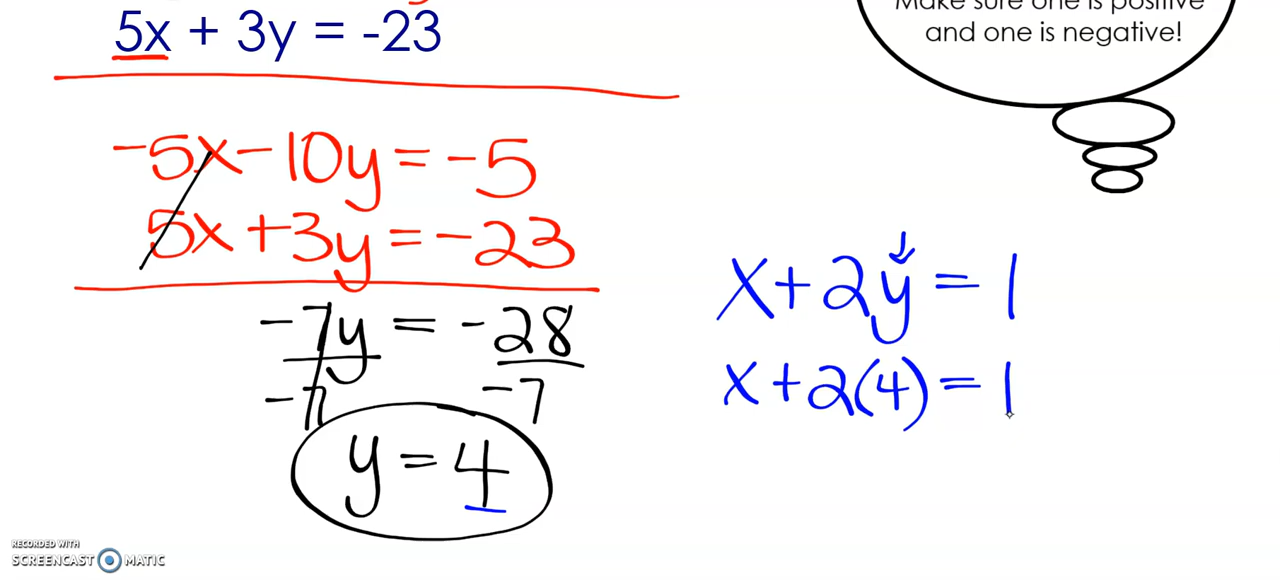 Make sure one is positive
and one is negative!
5x + 3y = -23
-5x - 10y = -5
5x + 3y = -23
-7y = -28
-7 -7
y = 4
x + 2y = 1
x + 2(4) = 1
RECORDED WITH
SCREENCAST MATIC